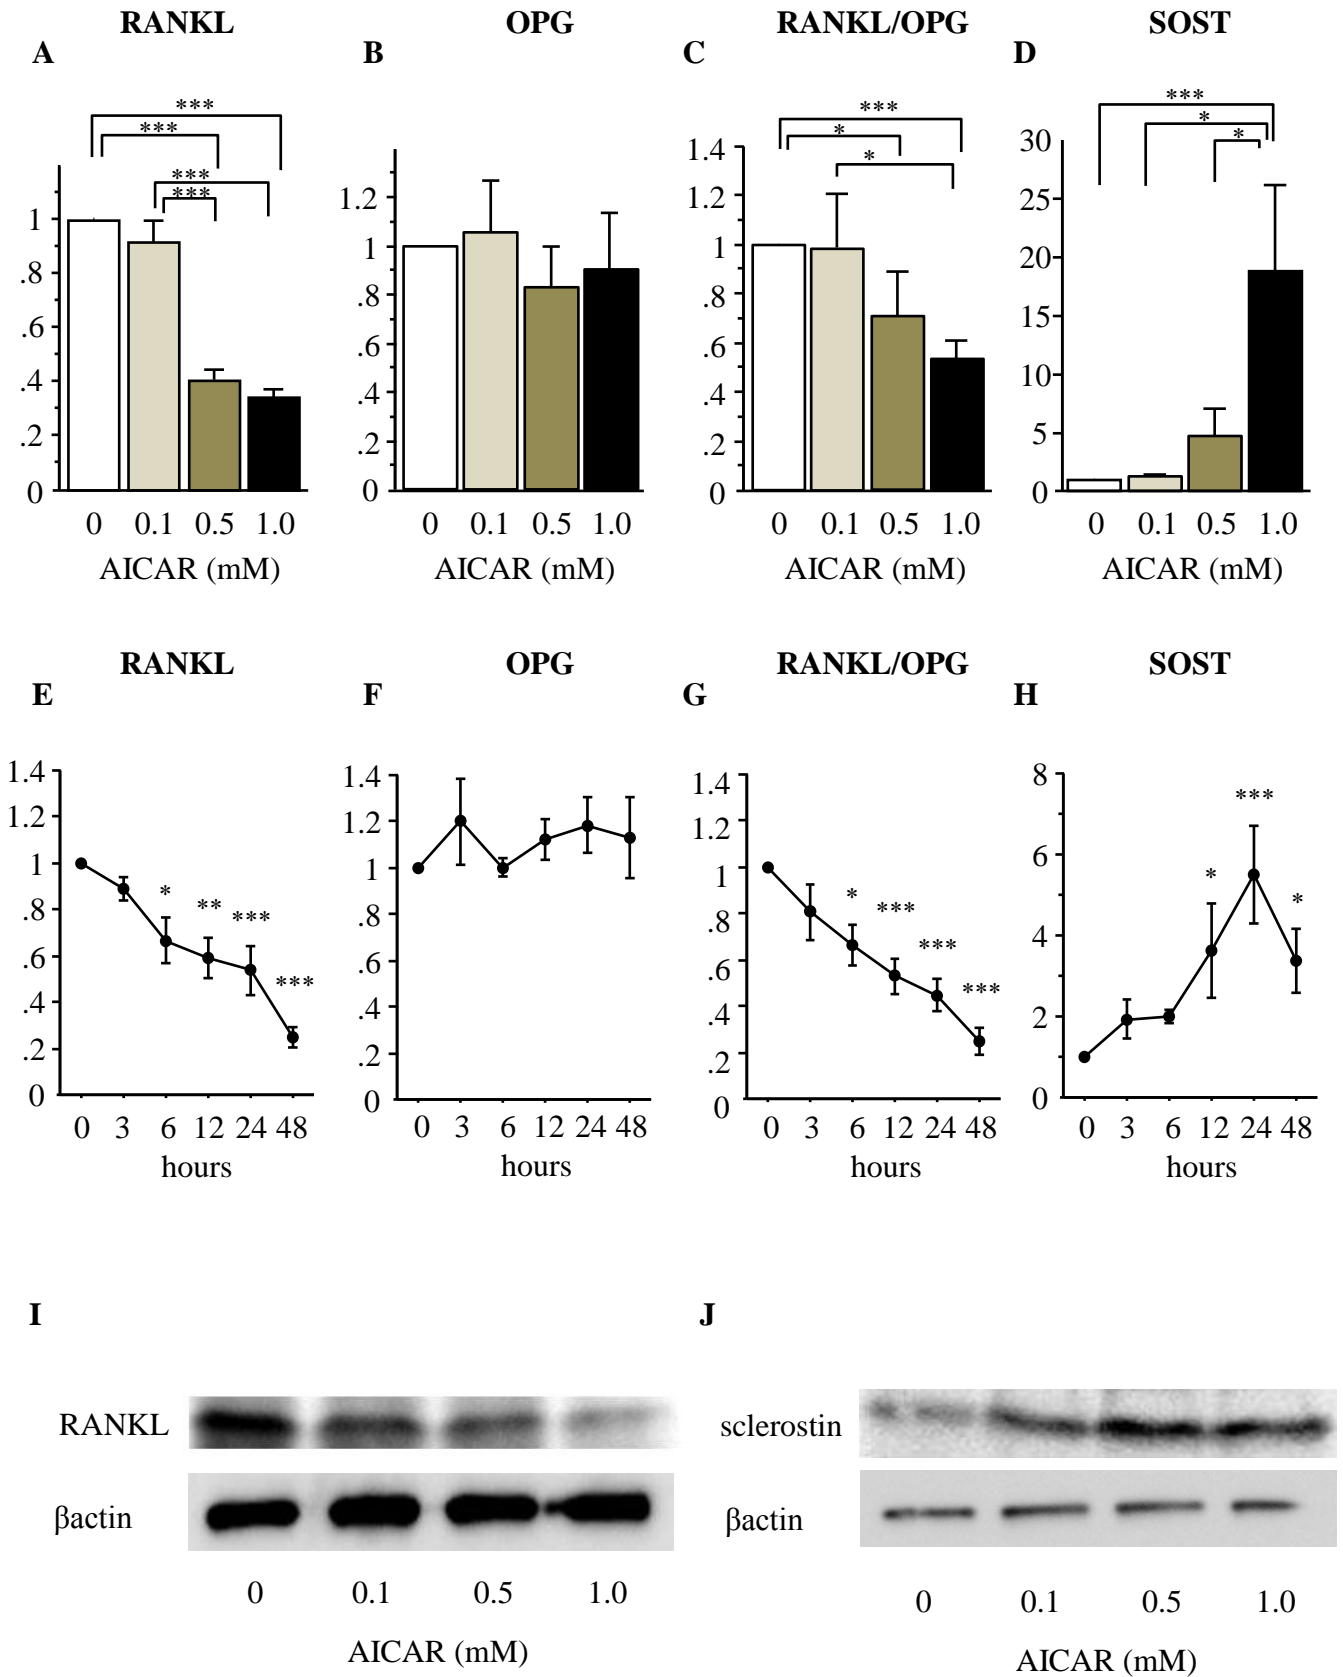 RANKL OPG RANKL/OPG SOST
A B C D
*** *** *** ***
1 .8 .6 .4 .2 0
0 0.1 0.5 1.0
AICAR (mM)
1.2 1 .8 .6 .4 .2 0
0 0.1 0.5 1.0
AICAR (mM)
*** * *
1.4 1.2 1 .8 .6 .4 .2 0
0 0.1 0.5 1.0
AICAR (mM)
*** * *
30 25 20 15 10 5 0
0 0.1 0.5 1.0
AICAR (mM)
RANKL OPG RANKL/OPG SOST
E F G H
1.4 1.2 1 .8 .6 .4 .2 0
* ** *** ***
0 3 6 12 24 48
hours
1.4 1.2 1 .8 .6 .4 .2 0
0 3 6 12 24 48
hours
1.4 1.2 1 .8 .6 .4 .2 0
* *** *** ***
0 3 6 12 24 48
hours
8 6 4 2 0
* *** *
0 3 6 12 24 48
hours
I J
RANKL
βactin
0 0.1 0.5 1.0
AICAR (mM)
sclerostin
βactin
0 0.1 0.5 1.0
AICAR (mM)